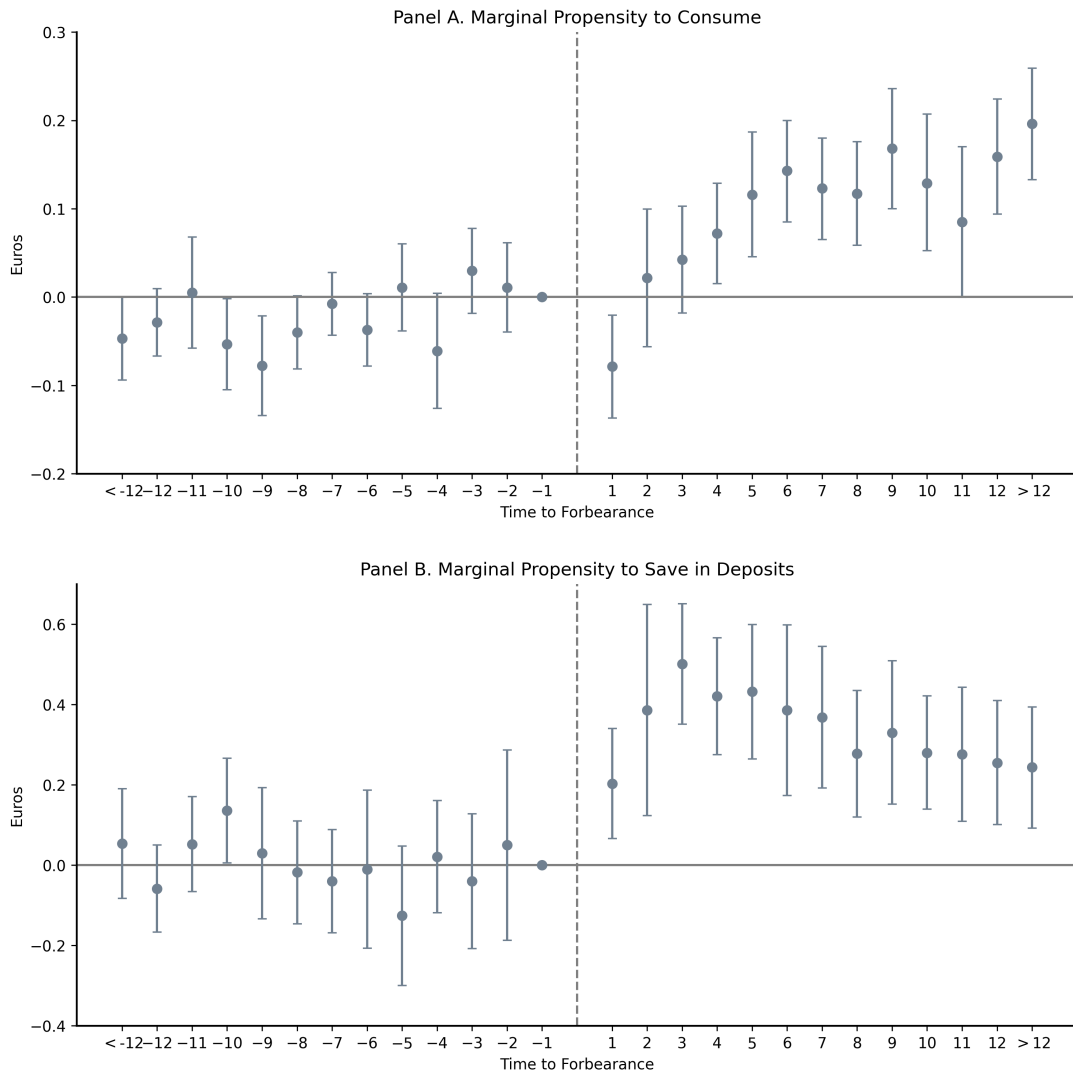 Panel A. Marginal Propensity to Consume
0.3
0.2
0.1
0.0
−0.1
−0.2
Euros
< -12 −12 −11 −10 −9 −8 −7 −6 −5 −4 −3 −2 −1 1 2 3 4 5 6 7 8 9 10 11 12 > 12
Time to Forbearance
Panel B. Marginal Propensity to Save in Deposits
0.6
0.4
0.2
0.0
−0.2
−0.4
Euros
< -12 −12 −11 −10 −9 −8 −7 −6 −5 −4 −3 −2 −1 1 2 3 4 5 6 7 8 9 10 11 12 > 12
Time to Forbearance